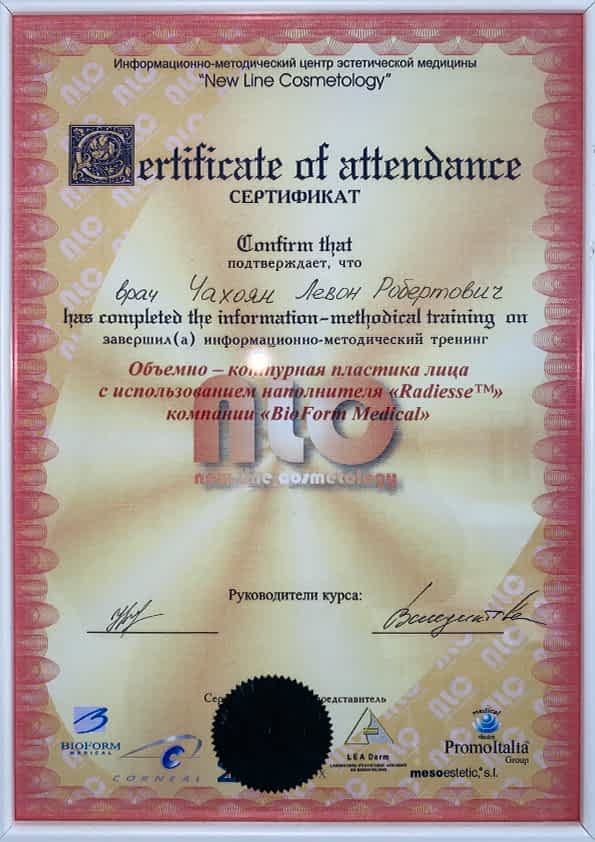 Информационно-методический центр эстетической медицины
"New Line Cosmetology"
Certificate of attendance
СЕРТИФИКАТ
Confirm that
подтверждает, что
врач Чахоян Левон Робертович
has completed the information-methodical training on
завершил(а) информационно-методический тренинг
Объемно – контурная пластика лица
с использованием наполнителя «Radiesse™»
компании «BioForm Medical»
nlo
new line cosmetology
Руководители курса:
BIOFORM
MEDICAL
CORNEAL
LEA Derm
medical
PromoItalia
Group
mesoestetic, s.l.